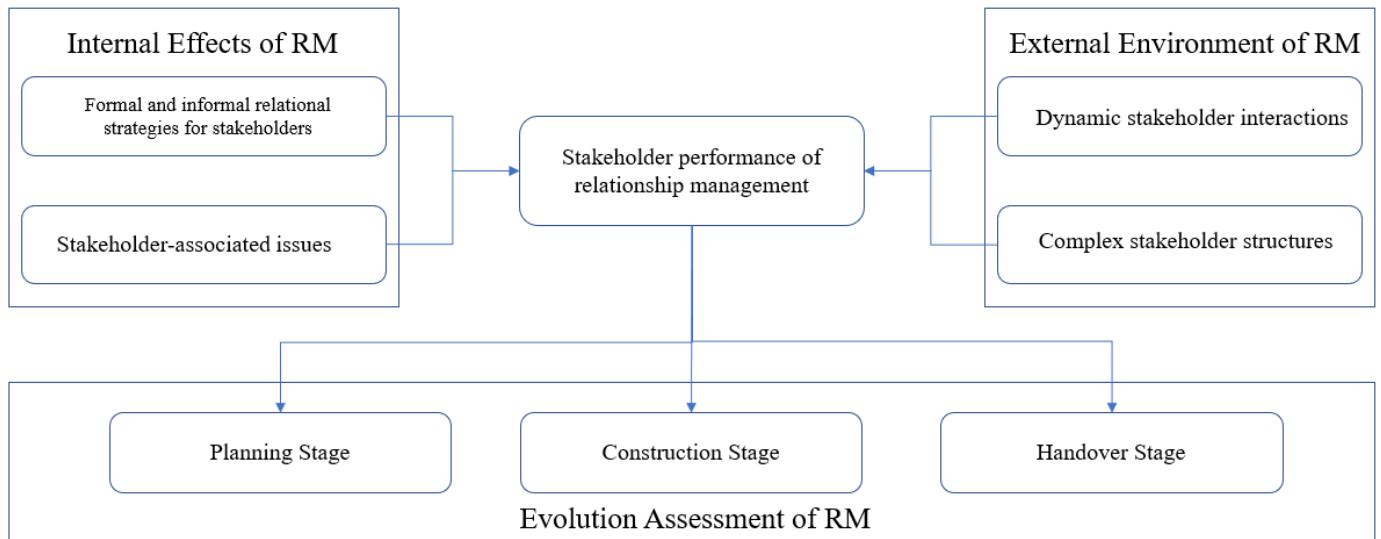 Internal Effects of RM
Formal and informal relational
strategies for stakeholders
Stakeholder-associated issues
Stakeholder performance of
relationship management
External Environment of RM
Dynamic stakeholder interactions
Complex stakeholder structures
Planning Stage
Construction Stage
Handover Stage
Evolution Assessment of RM